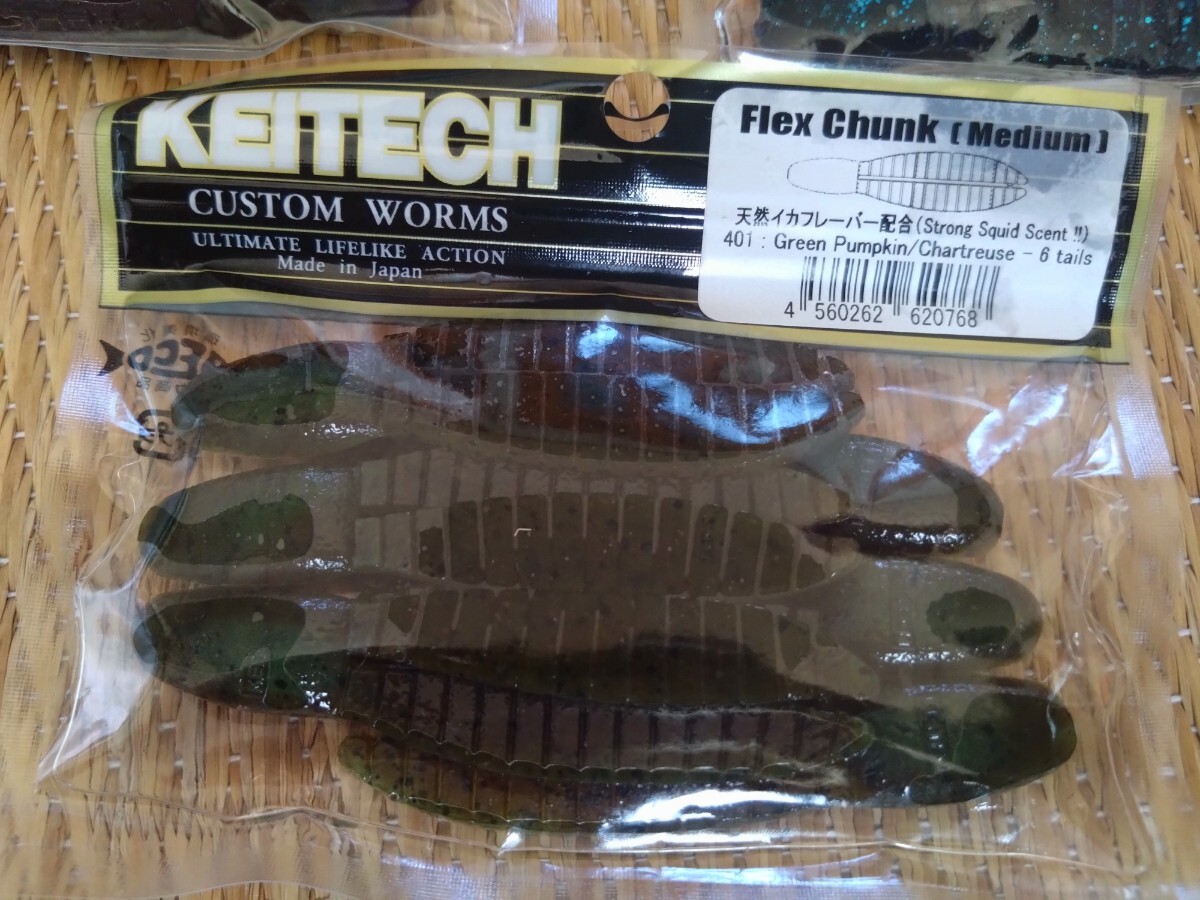 KEITECH
CUSTOM WORMS
ULTIMATE LIFELIKE ACTION
Made in Japan
Flex Chunk (Medium)
天然イカフレーバー配合(Strong Squid Scent !!)
401 : Green Pumpkin/Chartreuse - 6 tails
4 560262 620768